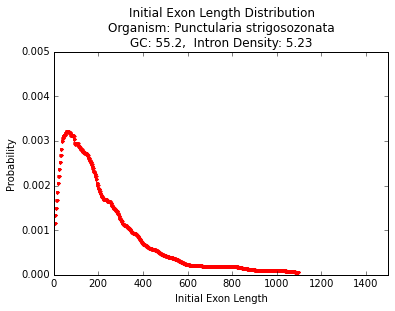 Initial Exon Length Distribution
Organism: Punctularia strigosozonata
GC: 55.2,  Intron Density: 5.23
0.005
0.004
0.003
0.002
0.001
0.000
Probability
0 200 400 600 800 1000 1200 1400
Initial Exon Length